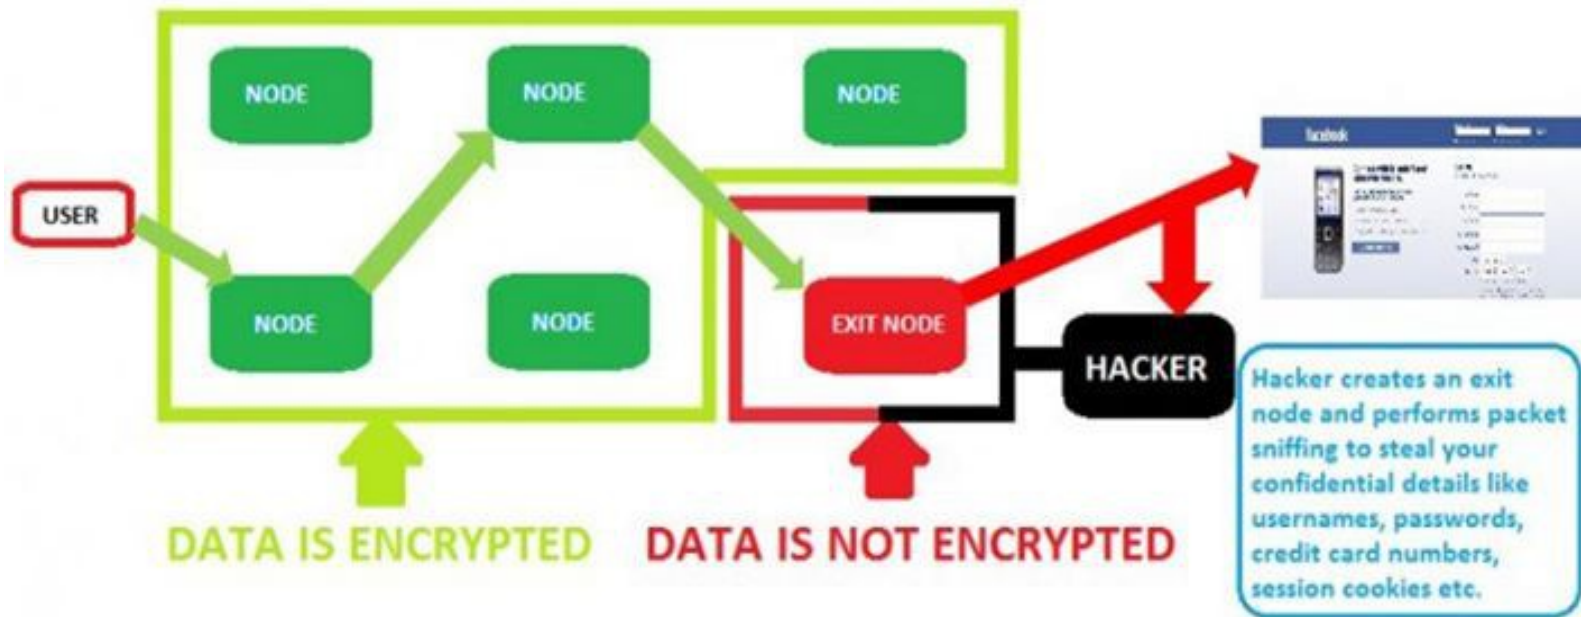 NODE
NODE
NODE
USER
NODE
NODE
EXIT NODE
facebook
HACKER
Hacker creates an exit
node and performs packet
sniffing to steal your
confidential details like
usernames, passwords,
credit card numbers,
session cookies etc.
DATA IS ENCRYPTED
DATA IS NOT ENCRYPTED